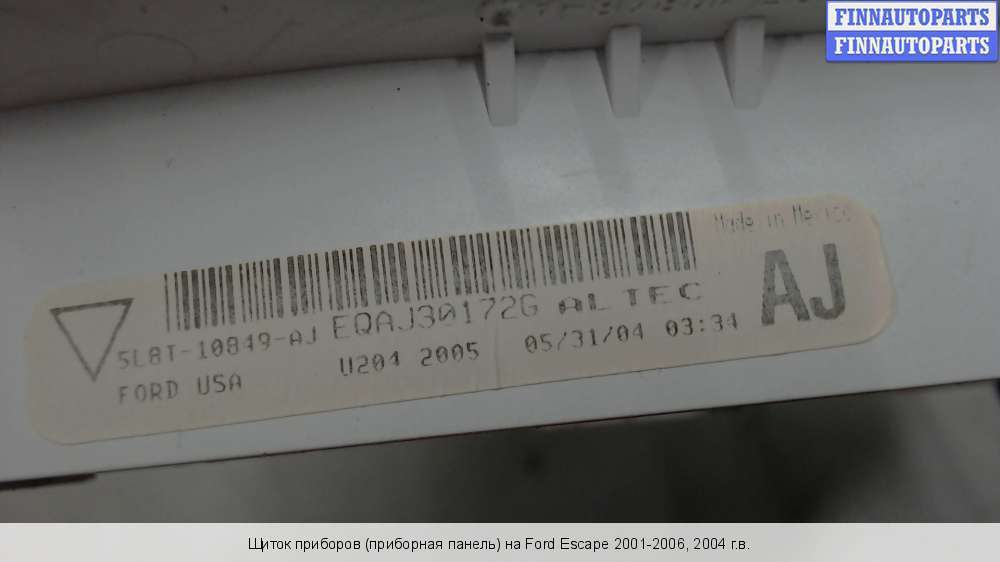 FINNAUTOPARTS
FINNAUTOPARTS
Made in Mexico
AJ
EQAJ30172G ALTEC
5L8T-10849-AJ
U204 2005 05/31/04 03:34
FORD USA
Щиток приборов (приборная панель) на Ford Escape 2001-2006, 2004 г.в.